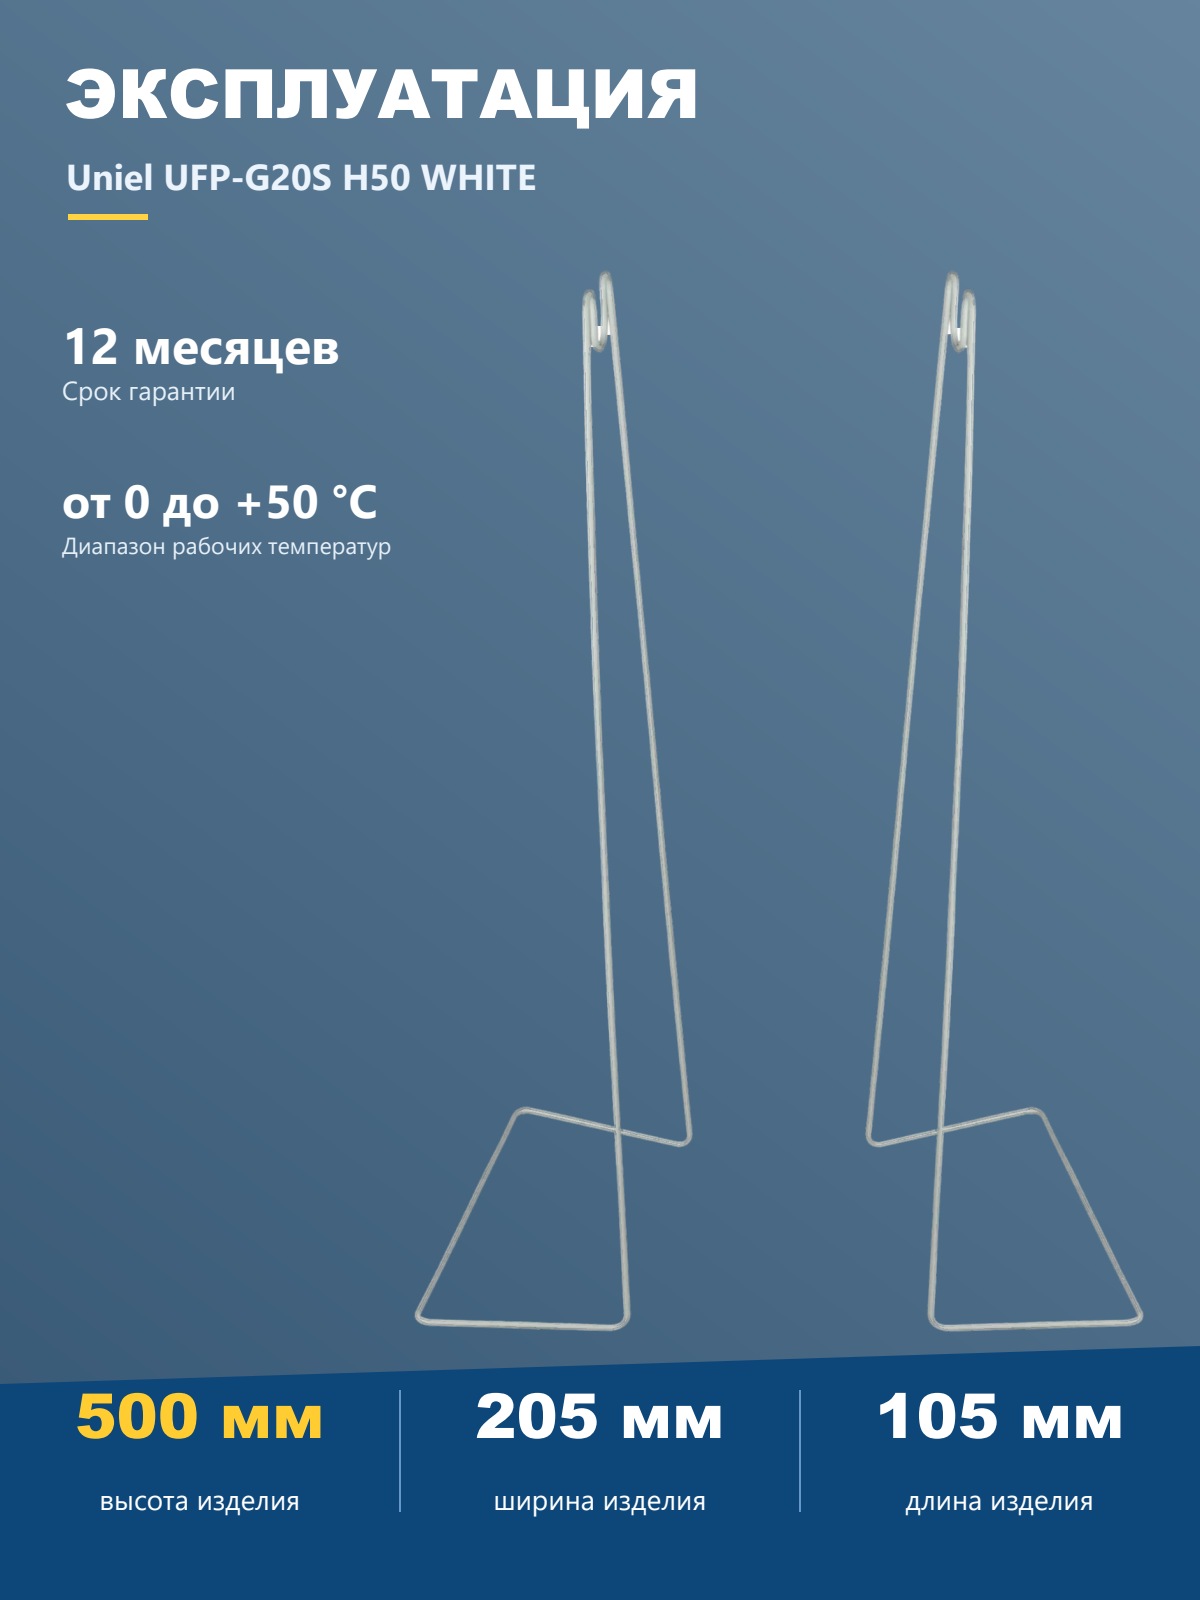 ЭКСПЛУАТАЦИЯ
Uniel UFP-G20S H50 WHITE
12 месяцев
Срок гарантии
от 0 до +50 °C
Диапазон рабочих температур
500 мм
высота изделия
205 мм
ширина изделия
105 мм
длина изделия